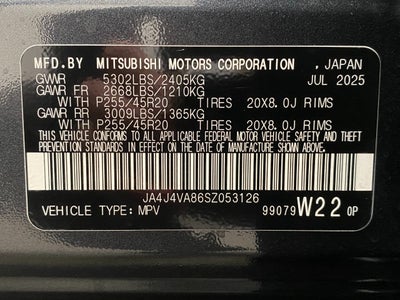 MFD.BY MITSUBISHI MOTORS CORPORATION , JAPAN
GVWR 5302LBS/2405KG JUL 2025
GAWR FR 2668LBS/1210KG
WITH P255/45R20 TIRES 20X8.0J RIMS
GAWR RR 3009LBS/1365KG
WITH P255/45R20 TIRES 20X8.0J RIMS
THIS VEHICLE CONFORMS TO ALL APPLICABLE FEDERAL MOTOR VEHICLE
SAFETY STANDARDS IN EFFECT ON THE DATE OF MANUFACTURE SHOWN ABOVE.
JA4J4VA86SZ053126
VEHICLE TYPE: MPV 99079 W22 0P